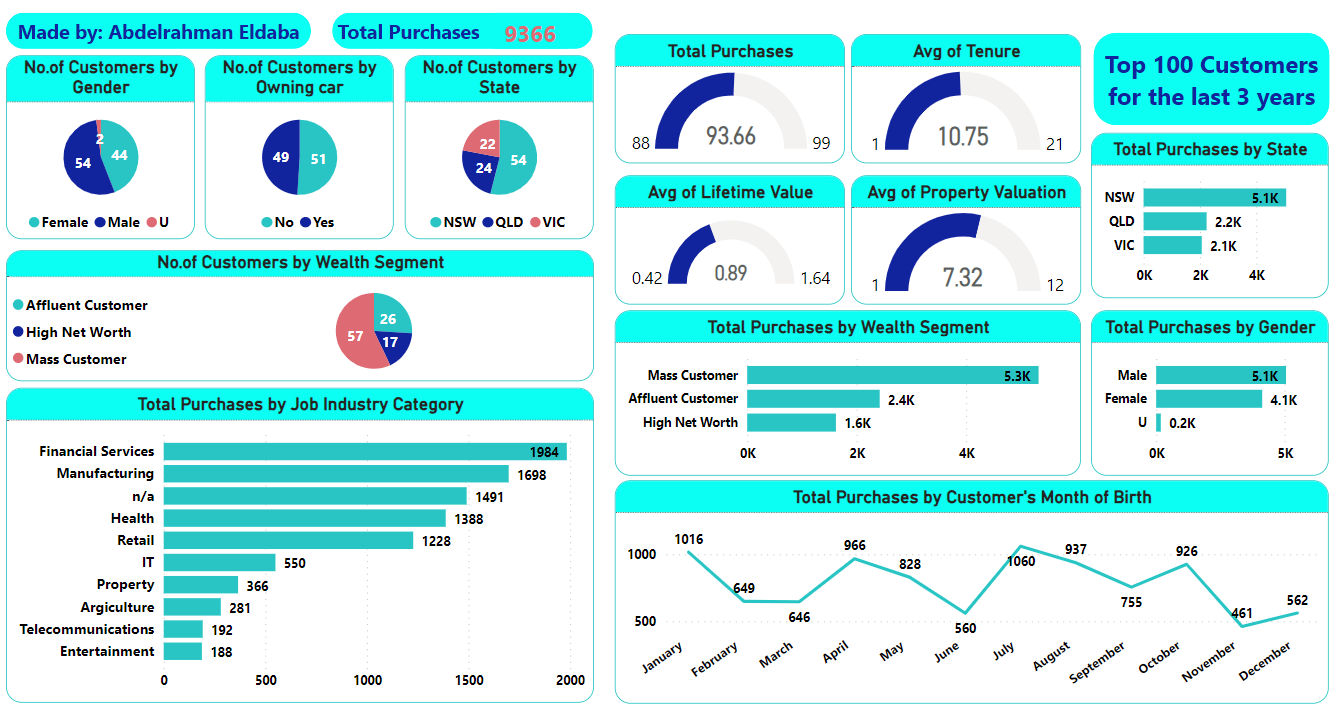 Made by: Abdelrahman Eldaba
Total Purchases 9366
No.of Customers by
Gender
2
54
44
Female Male U
No.of Customers by
Owning car
49
51
No Yes
No.of Customers by
State
22
24
54
NSW QLD VIC
No.of Customers by Wealth Segment
Affluent Customer
High Net Worth
Mass Customer
26
57
17
Total Purchases by Job Industry Category
Financial Services 1984
Manufacturing 1698
n/a 1491
Health 1388
Retail 1228
IT 550
Property 366
Argiculture 281
Telecommunications 192
Entertainment 188
0 500 1000 1500 2000
Total Purchases
88 93.66 99
Avg of Tenure
1 10.75 21
Avg of Lifetime Value
0.42 0.89 1.64
Avg of Property Valuation
1 7.32 12
Top 100 Customers
for the last 3 years
Total Purchases by State
NSW 5.1K
QLD 2.2K
VIC 2.1K
0K 2K 4K
Total Purchases by Wealth Segment
Mass Customer 5.3K
Affluent Customer 2.4K
High Net Worth 1.6K
0K 2K 4K
Total Purchases by Gender
Male 5.1K
Female 4.1K
U 0.2K
0K 5K
Total Purchases by Customer's Month of Birth
1000
500
1016 649 646 966 828 560 1060 937 755 926 461 562
January February March April May June July August September October November December